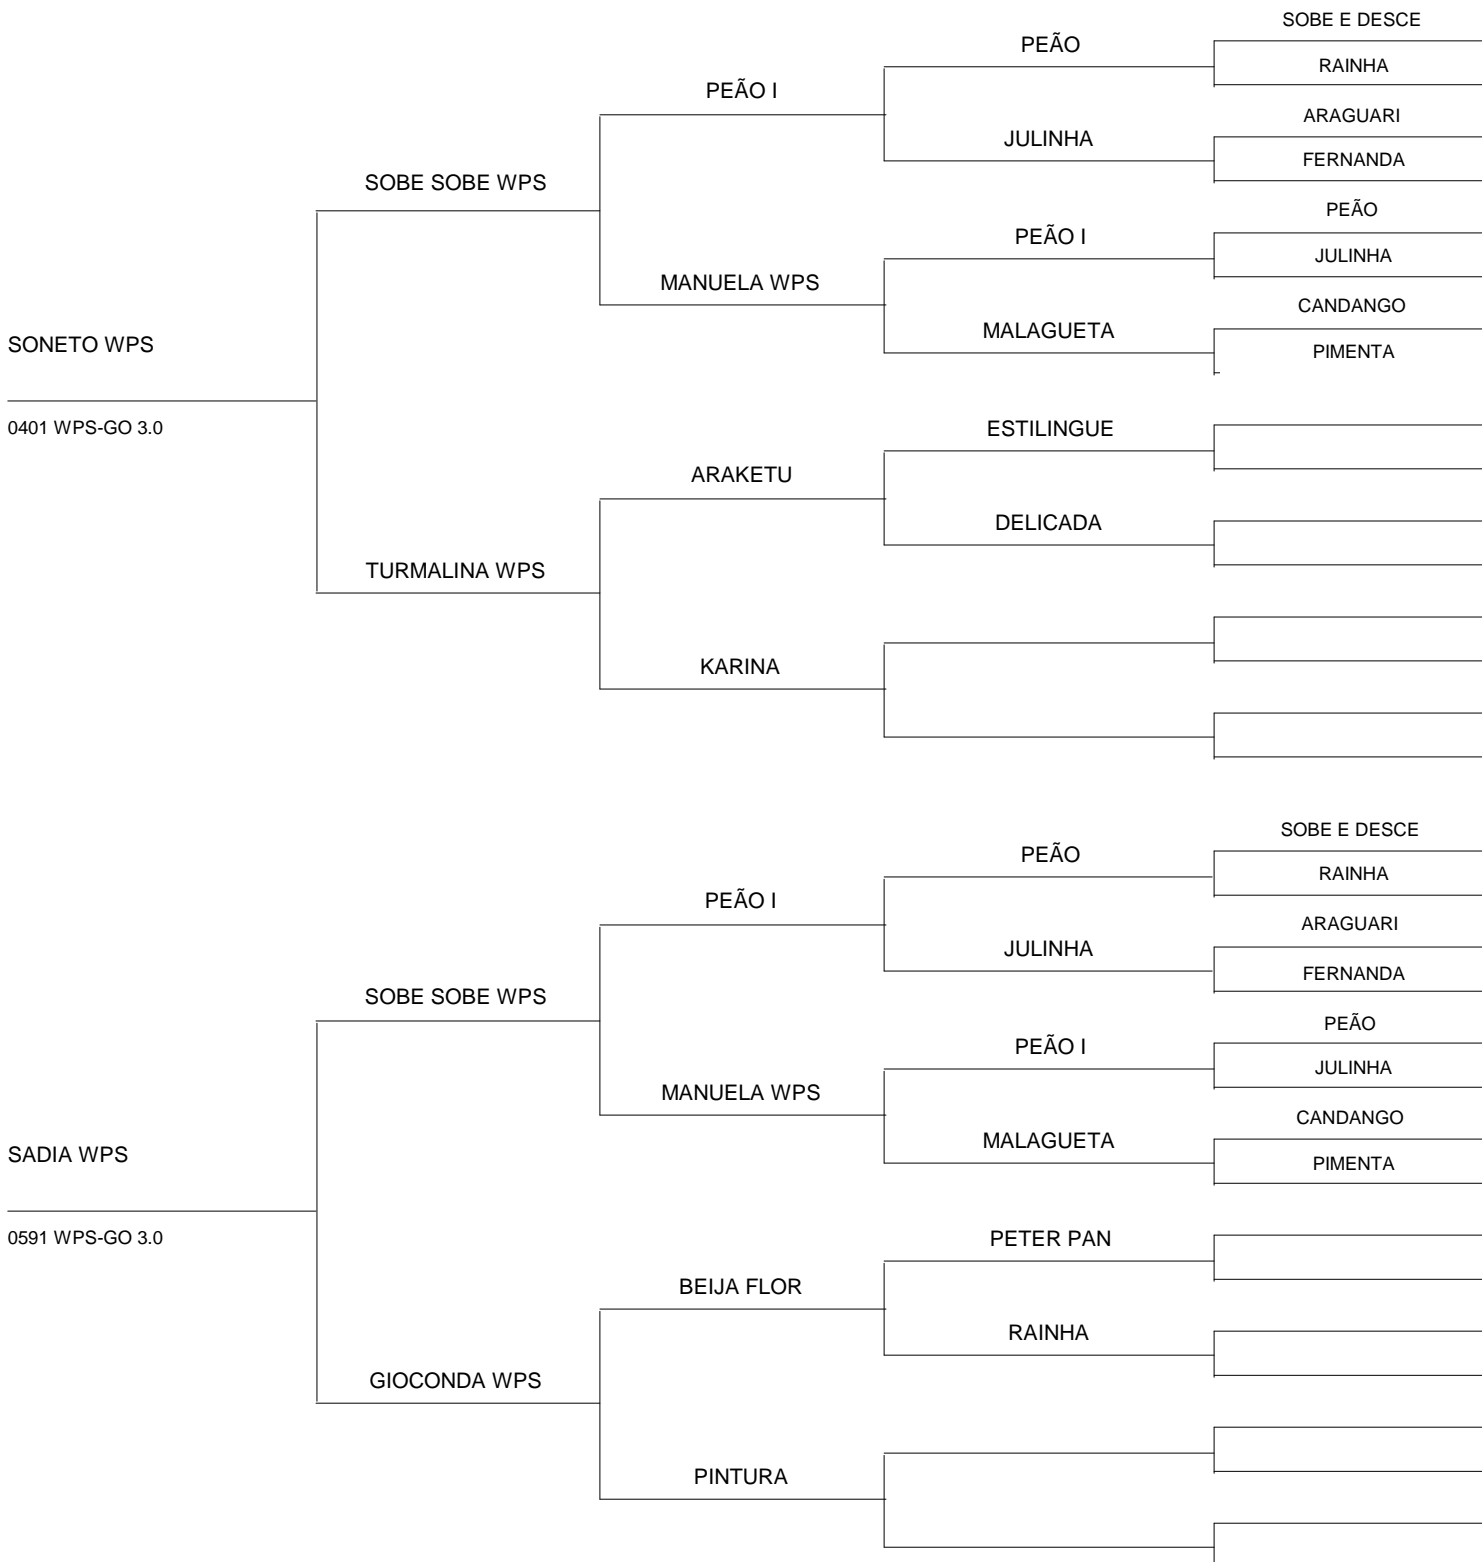 SOBE E DESCE
PEÃO
RAINHA
PEÃO I
ARAGUARI
JULINHA
FERNANDA
SOBE SOBE WPS
PEÃO
PEÃO I
JULINHA
MANUELA WPS
CANDANGO
MALAGUETA
SONETO WPS
PIMENTA
0401 WPS-GO 3.0
ESTILINGUE
ARAKETU
DELICADA
TURMALINA WPS
KARINA
SOBE E DESCE
PEÃO
RAINHA
PEÃO I
ARAGUARI
JULINHA
FERNANDA
SOBE SOBE WPS
PEÃO
PEÃO I
JULINHA
MANUELA WPS
CANDANGO
MALAGUETA
SADIA WPS
PIMENTA
0591 WPS-GO 3.0
PETER PAN
BEIJA FLOR
RAINHA
GIOCONDA WPS
PINTURA